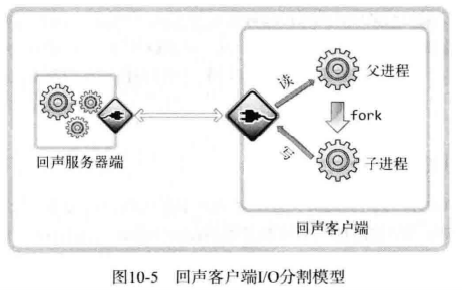 读
父进程
fork
写
子进程
回声服务器端
回声客户端
图10-5 回声客户端I/O分割模型